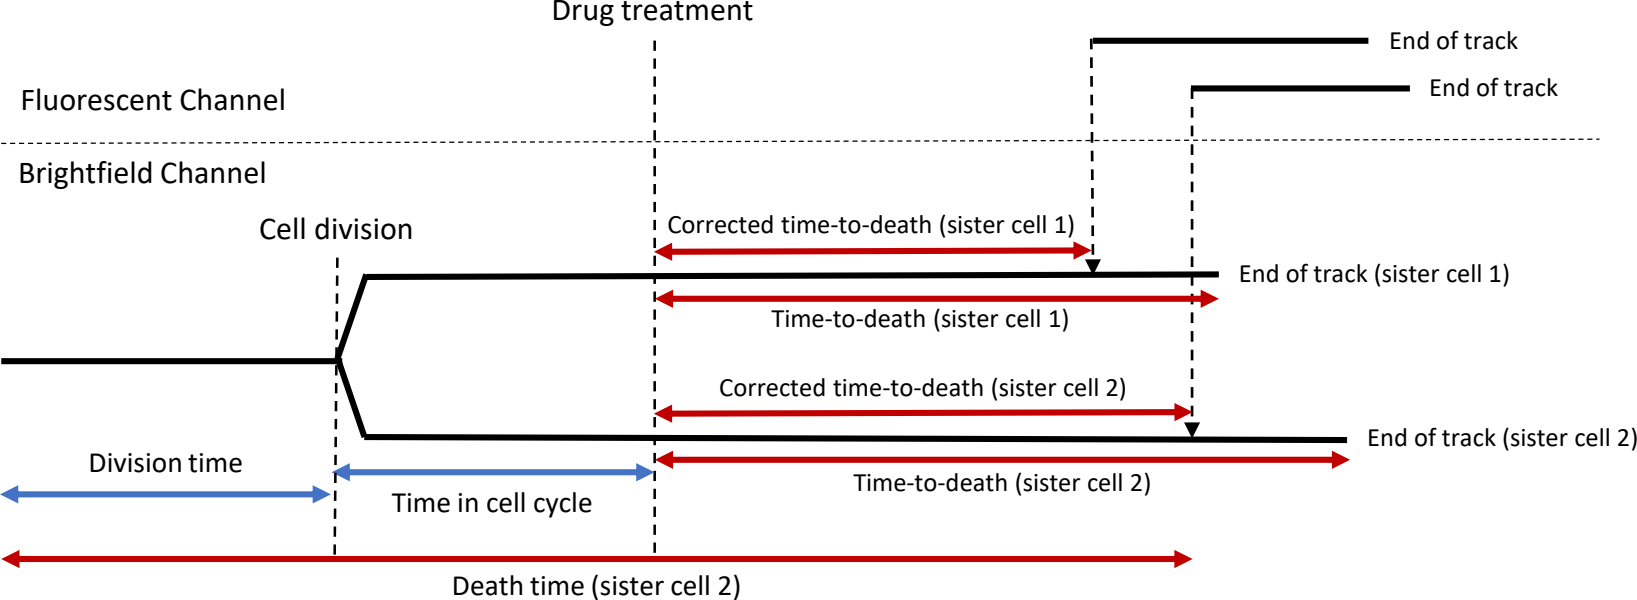 Drug treatment
End of track
End of track
Fluorescent Channel
Brightfield Channel
Cell division
Corrected time-to-death (sister cell 1)
End of track (sister cell 1)
Time-to-death (sister cell 1)
Corrected time-to-death (sister cell 2)
End of track (sister cell 2)
Division time
Time in cell cycle
Time-to-death (sister cell 2)
Death time (sister cell 2)